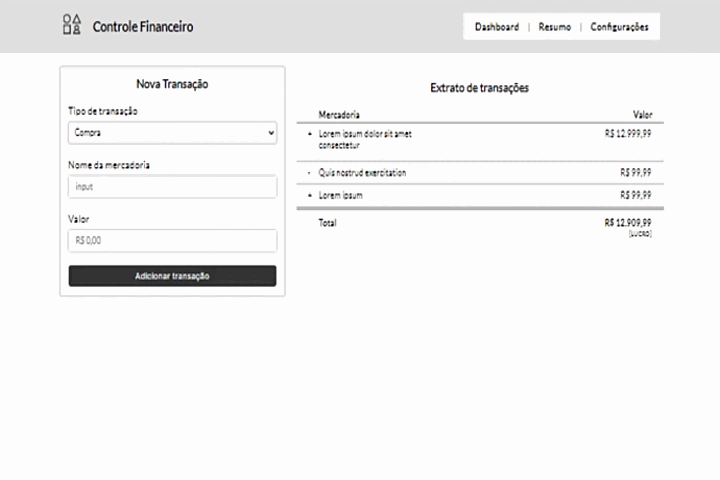 Controle Financeiro
Dashboard | Resumo | Configurações
Nova Transação
Tipo de transação
Compra
Nome da mercadoria
input
Valor
R$ 0,00
Adicionar transação
Extrato de transações
Mercadoria Valor
+ Lorem ipsum dolor sit amet R$ 12.999,99
consectetur
- Quis nostrud exercitation R$ 99,99
+ Lorem ipsum R$ 99,99
Total R$ 12.909,99
[LUCRO]